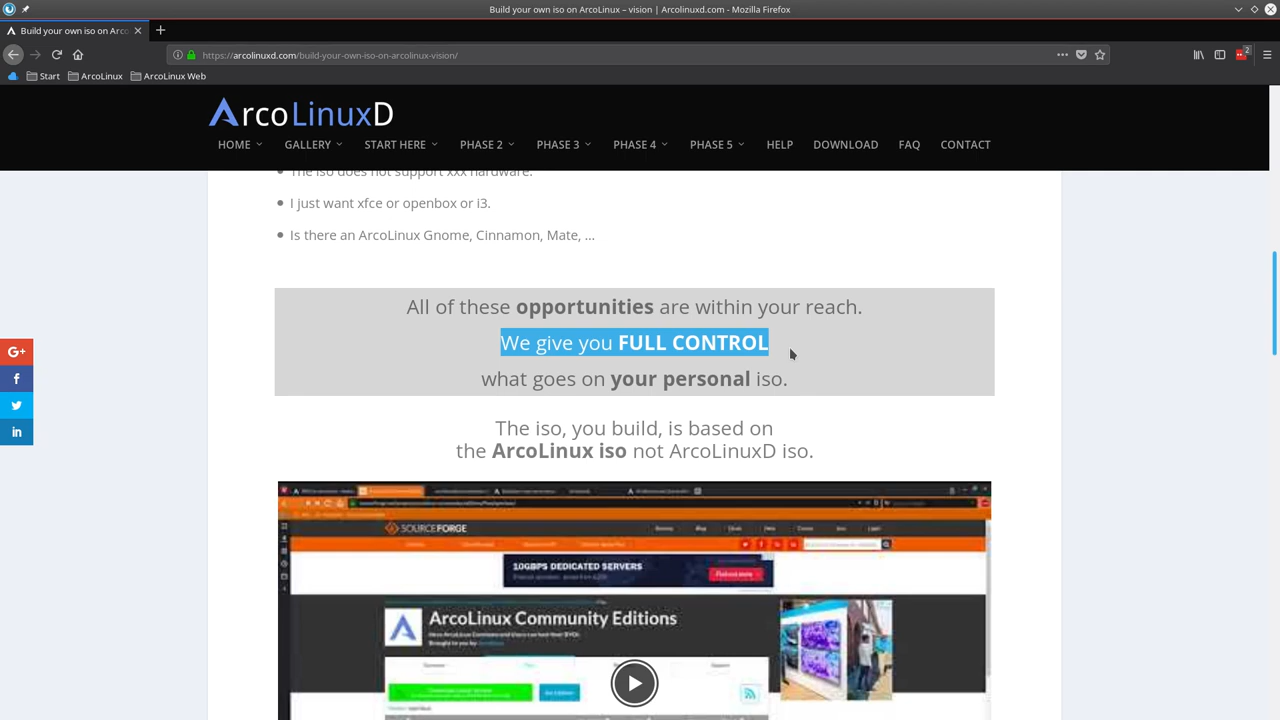 Build your own iso on ArcoLinux – vision | Arcolinuxd.com - Mozilla Firefox
Build your own iso on Arco
https://arcolinuxd.com/build-your-own-iso-on-arcolinux-vision/
2
Start ArcoLinux ArcoLinux Web
ArcoLinuxD
HOME GALLERY START HERE PHASE 2 PHASE 3 PHASE 4 PHASE 5 HELP DOWNLOAD FAQ CONTACT
The iso does not support xxx hardware.
I just want xfce or openbox or i3.
Is there an ArcoLinux Gnome, Cinnamon, Mate, ...
All of these opportunities are within your reach.
We give you FULL CONTROL
what goes on your personal iso.
G+
f
in
The iso, you build, is based on
the ArcoLinux iso not ArcoLinuxD iso.
SOURCEFORGE
10GBPS DEDICATED SERVERS
ArcoLinux Community Editions